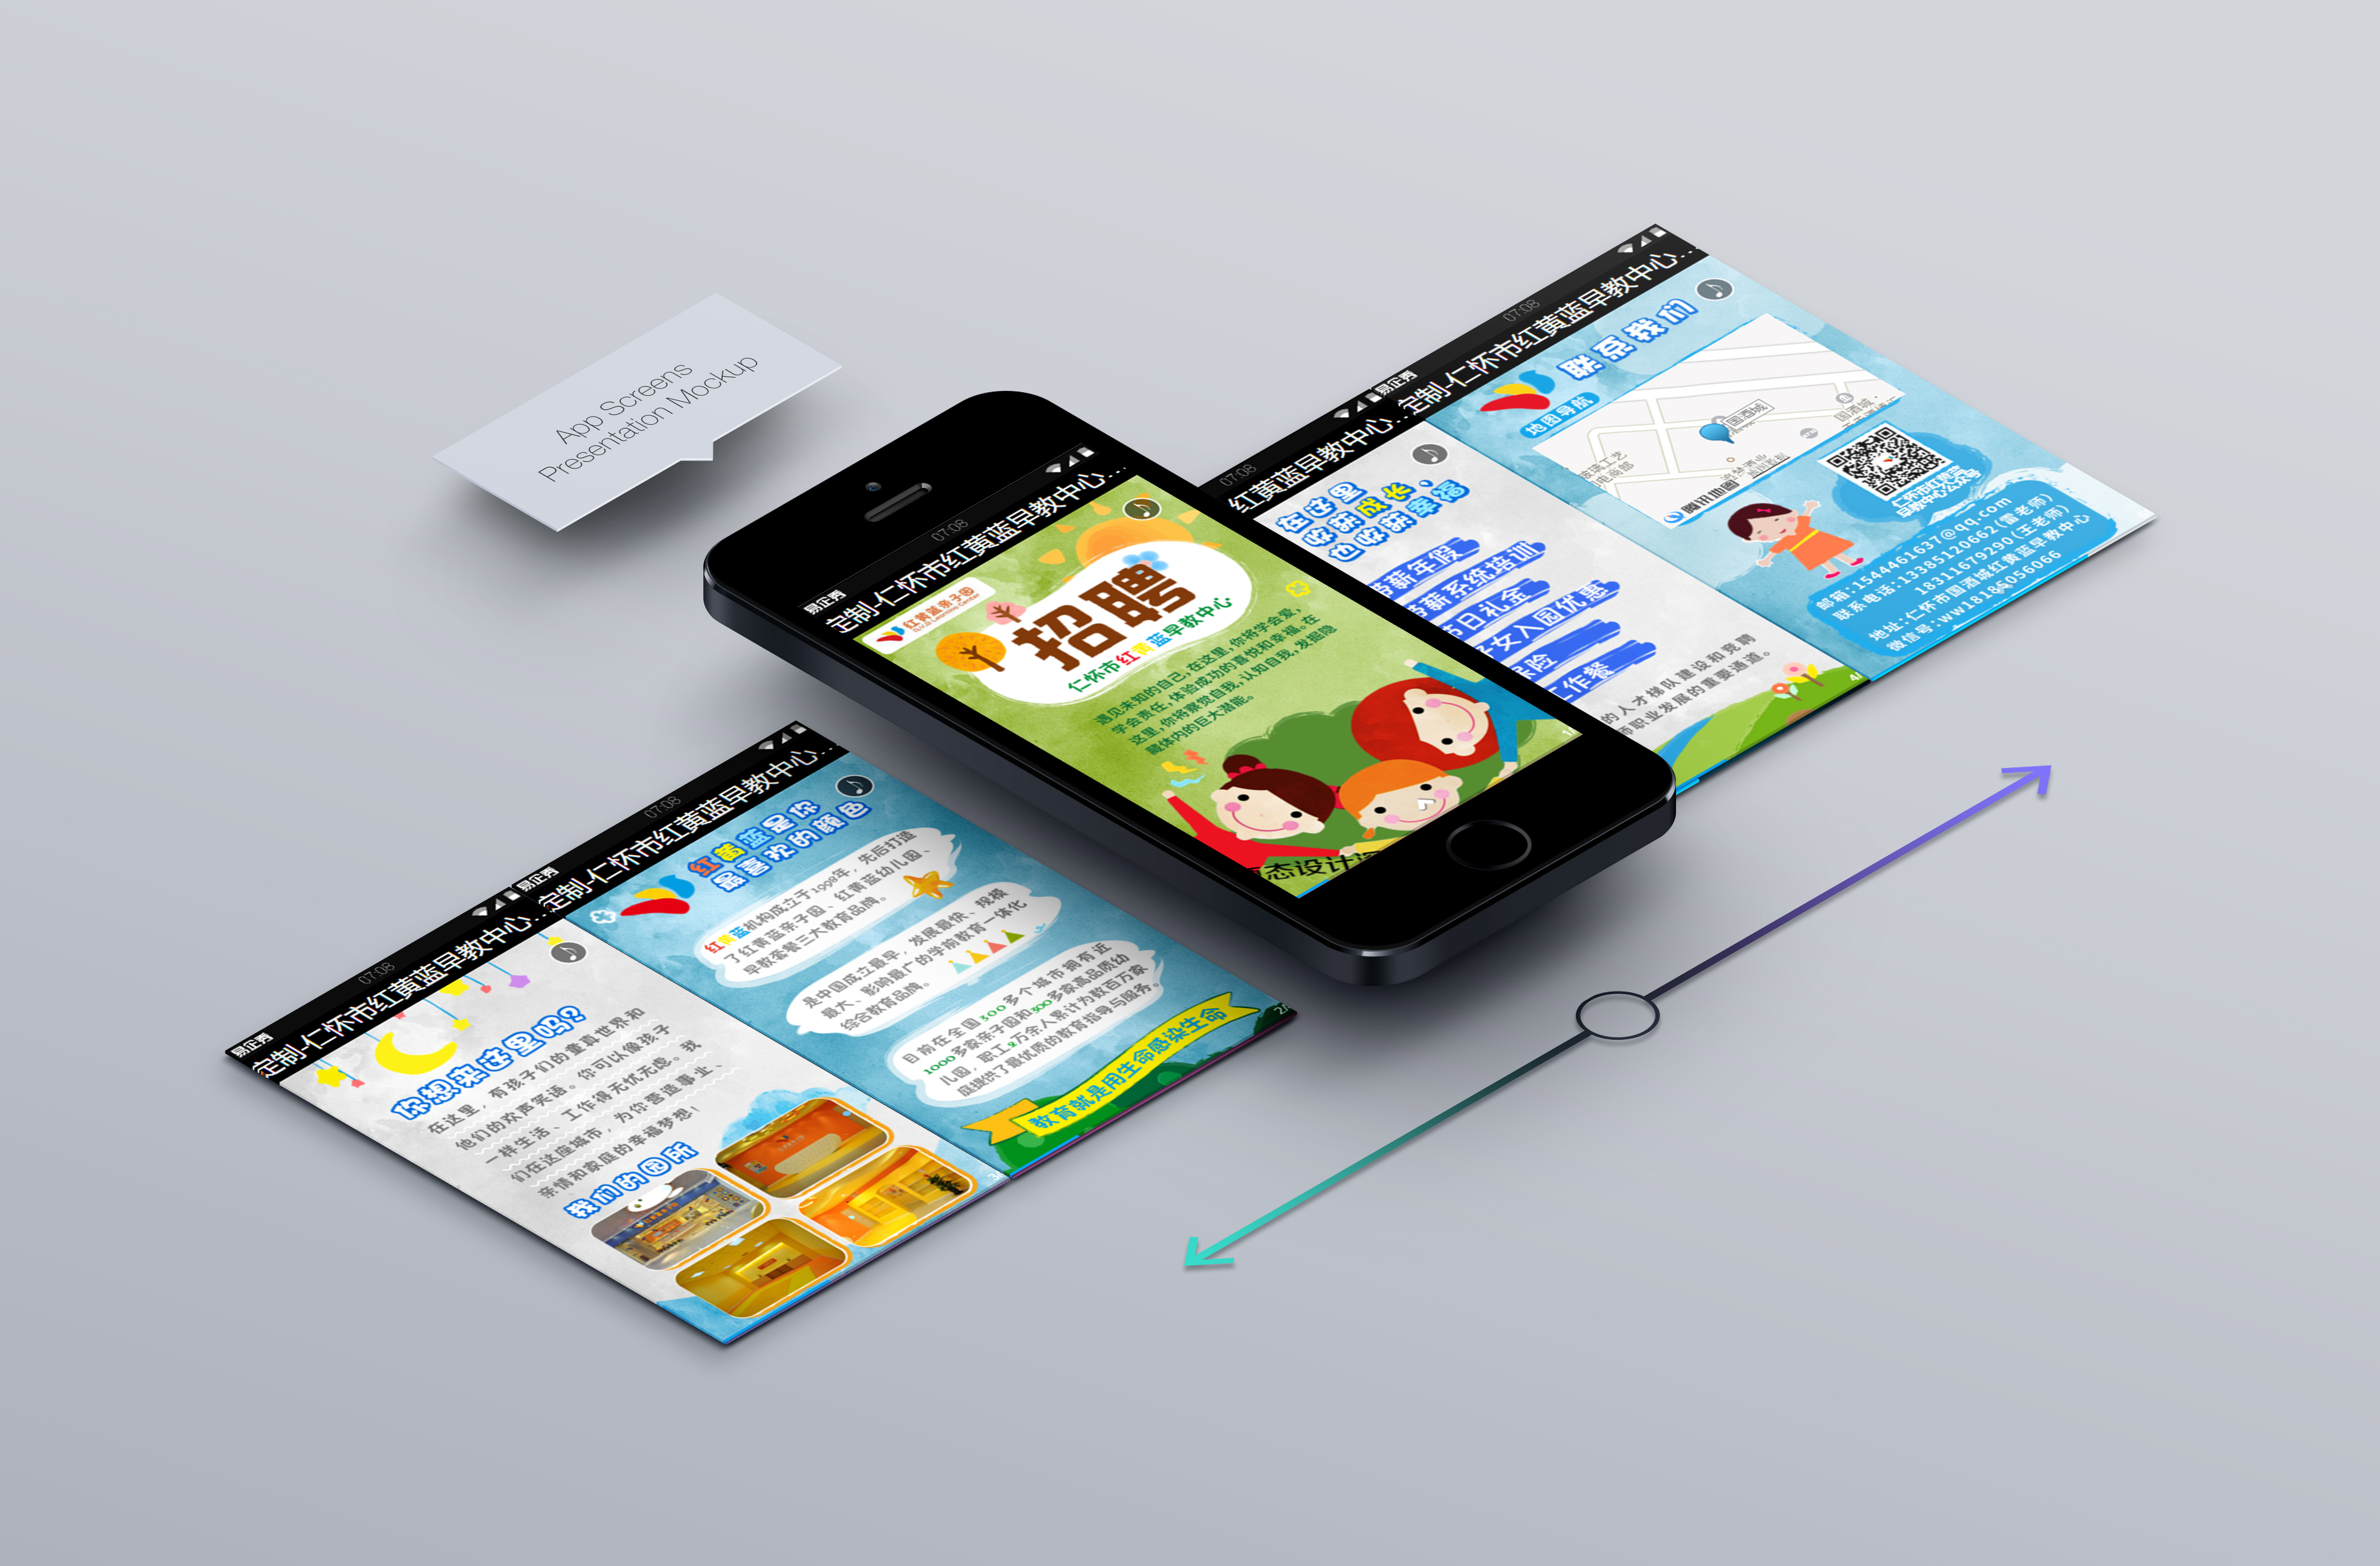 App Screens
Presentation Mockup
易企秀
07:08
定制-仁怀市红黄蓝早教中心...
你想来这里吗?
在这里，有孩子们的童真世界和
他们的欢声笑语。你可以像孩子
一样生活、工作得无忧无虑。我
们在这座城市，为你营造事业、
亲情和家庭的幸福梦想!
我们的园所
3
易企秀
07:08
定制-仁怀市红黄蓝早教中心...
红黄蓝是你
最喜欢的颜色
红黄蓝机构成立于1998年，先后打造
了红黄蓝亲子园、红黄蓝幼儿园、
早教套餐三大教育品牌。
是中国成立最早，发展最快、规模
最大、影响最广的学前教育一体化
综合教育品牌。
目前在全国300多个城市拥有近
1000多家亲子园和300多家高品质幼
儿园，职工2万余人累计为数百万家
庭提供了最优质的教育指导与服务。
教育就是用生命感染生命
2/
易企秀
07:08
定制-仁怀市红黄蓝早教中心...
红黄蓝亲子园
招聘
仁怀市红黄蓝早教中心
遇见未知的自己,在这里,你将学会爱,
学会责任,体验成功的喜悦和幸福。在
这里,你将察觉自我,认知自我,发掘隐
藏体内的巨大潜能。
1/
态设计
07:08
红黄蓝早教中心...
在这里
收获成长，
也收获幸福
带薪年假
带薪系统培训
节日礼金
子女入园优惠
保险
工作餐
的人才梯队建设和竞聘
师职业发展的重要通道。
4/
易企秀
07:08
定制-仁怀市红黄蓝早教中心...
联系我们
地图导航
国酒城
国酒城
玻璃工艺
电商部
腾讯地图
仁怀市红黄蓝
早教中心公众号
邮箱:1544461637@qq.com
联系电话:13385120662(雷老师)
18311679290(王老师)
地址:仁怀市国酒城红黄蓝早教中心
微信号:ww18186056066